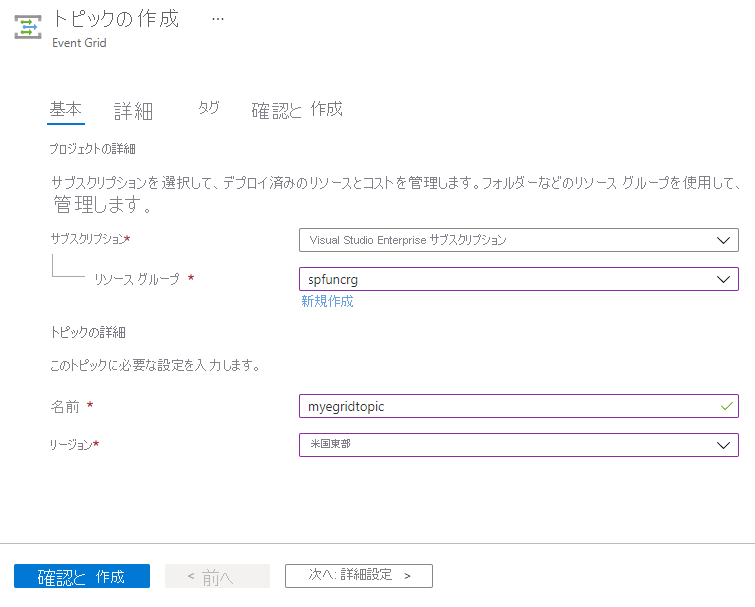 トピックの作成 ...
Event Grid
基本 詳細 タグ 確認と 作成
プロジェクトの詳細
サブスクリプションを選択して、デプロイ済みのリソースとコストを管理します。フォルダーなどのリソース グループを使用して、
管理します。
サブスクリプション* Visual Studio Enterprise サブスクリプション
リソース グループ * spfuncrg
新規作成
トピックの詳細
このトピックに必要な設定を入力します。
名前 * myegridtopic
リージョン* 米国東部
確認と 作成 < 前へ 次へ: 詳細設定 >